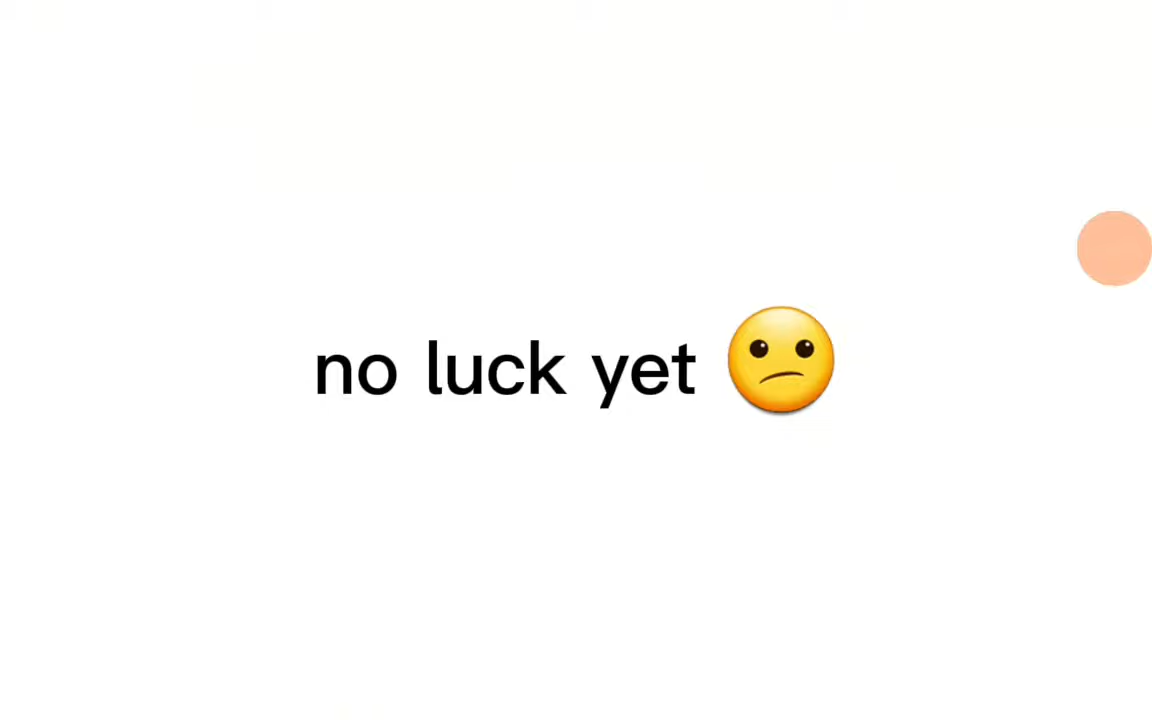 no luck yet 😕